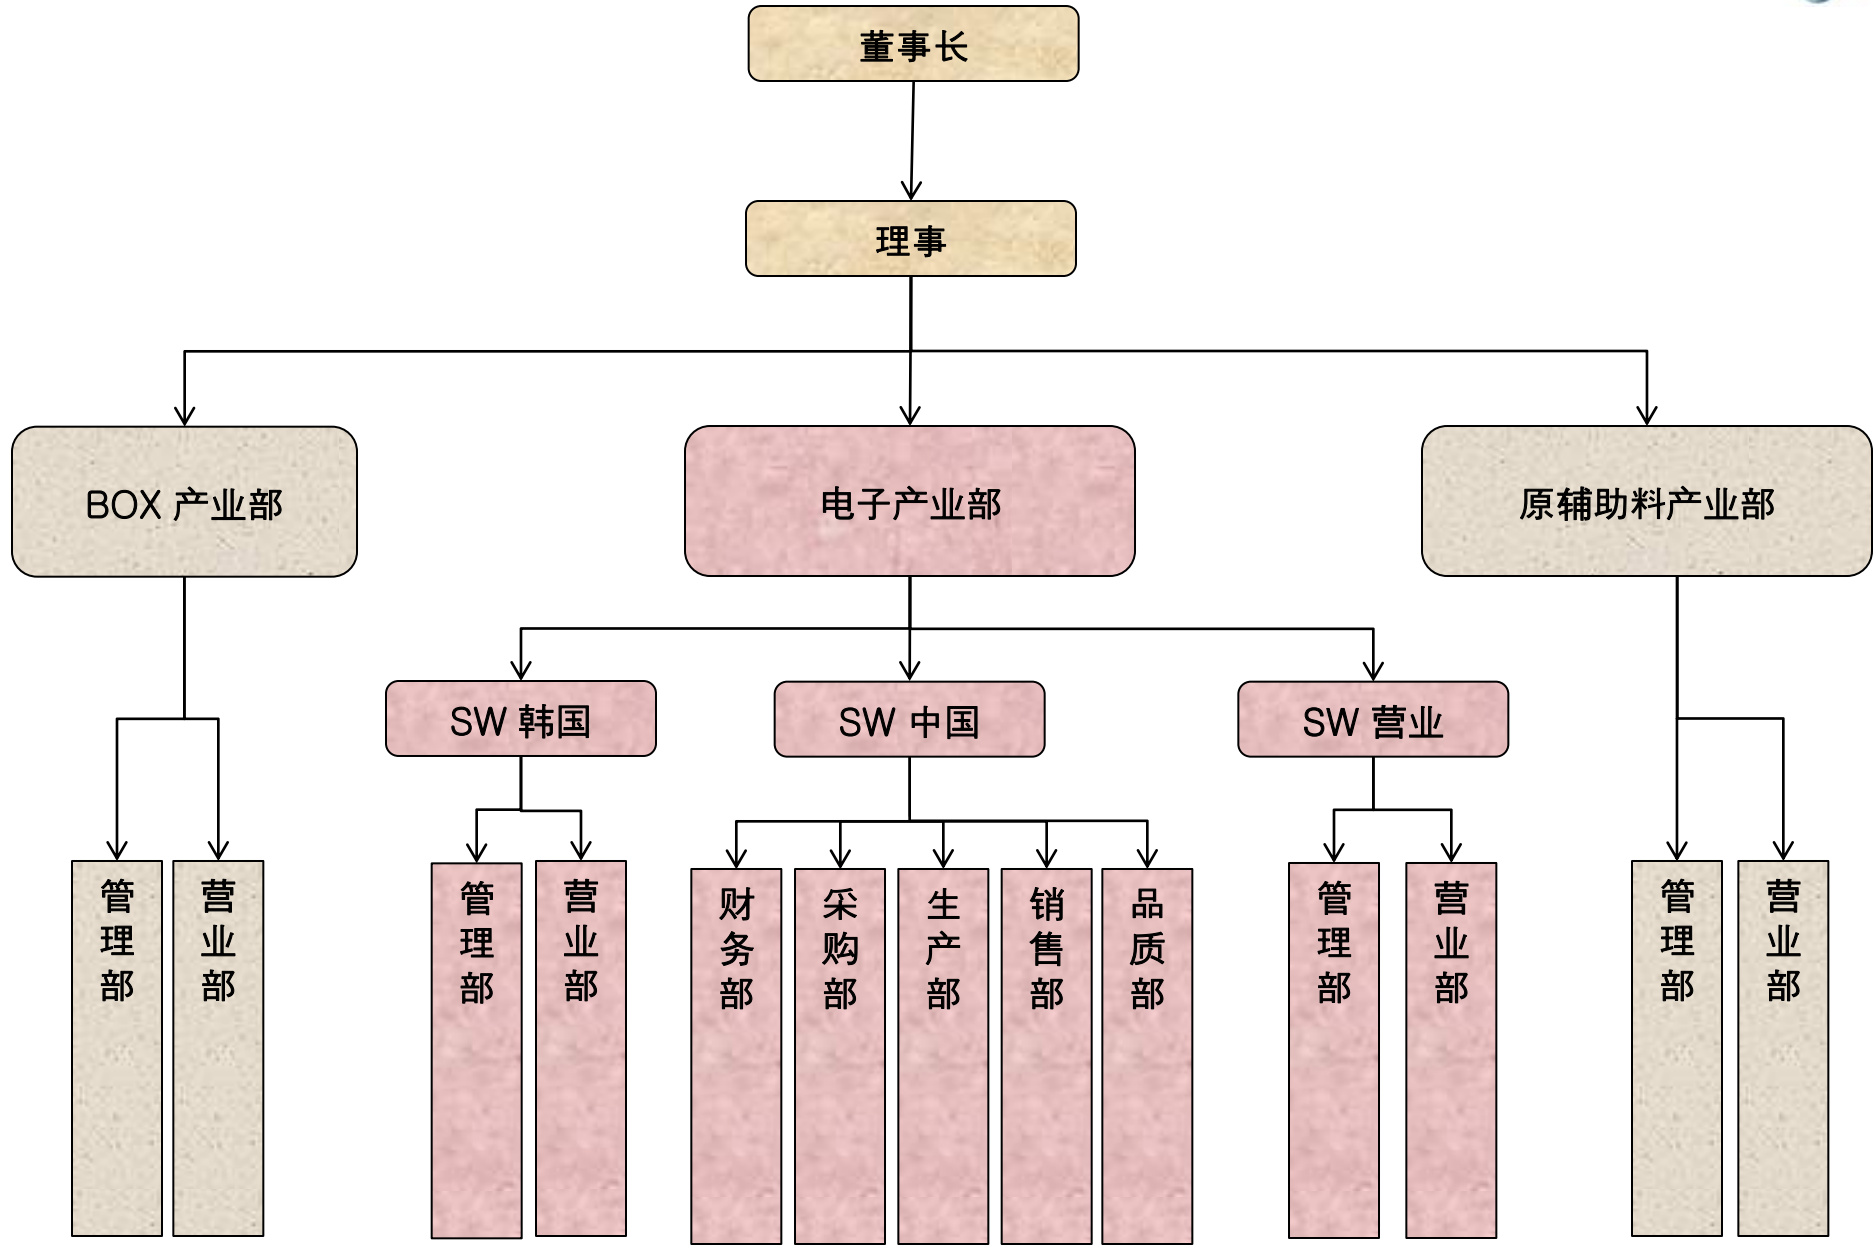 董事长
理事
BOX 产业部
电子产业部
原辅助料产业部
SW 韩国
SW 中国
SW 营业
管理部
营业部
管理部
营业部
财务部
采购部
生产部
销售部
品质部
管理部
营业部
管理部
营业部